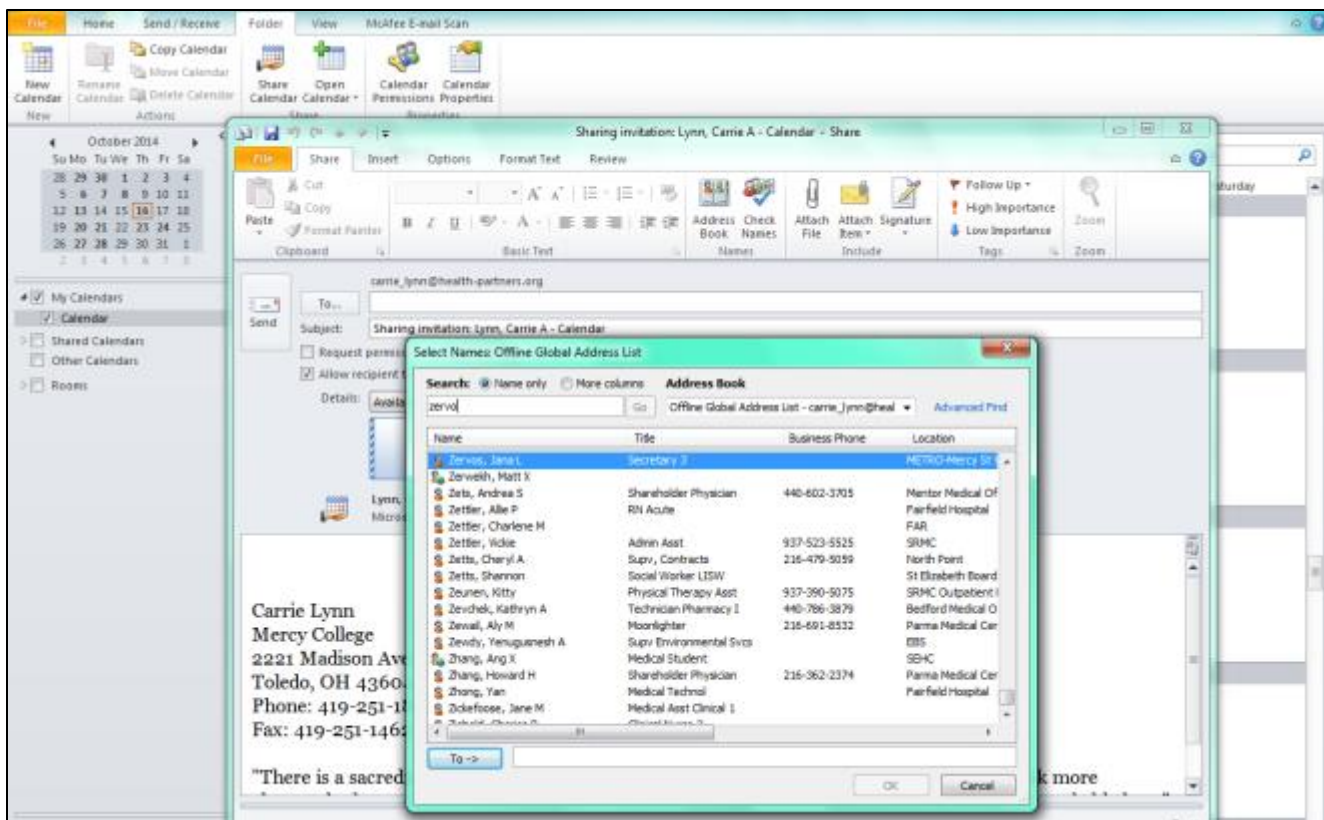 File Home Send / Receive Folder View McAfee E-mail Scan
New Calendar
Rename Calendar
Copy Calendar
Move Calendar
Delete Calendar
Share Calendar
Open Calendar
Calendar Permissions
Calendar Properties
New Actions Share Properties
October 2014
Su Mo Tu We Th Fr Sa
28 29 30 1 2 3 4
5 6 7 8 9 10 11
12 13 14 15 16 17 18
19 20 21 22 23 24 25
26 27 28 29 30 31 1
2 3 4 5 6 7 8
My Calendars
Calendar
Shared Calendars
Other Calendars
Rooms
Sharing invitation: Lynn, Carrie A - Calendar - Share
File Share Insert Options Format Text Review
Paste
Cut
Copy
Format Painter
Address Book
Check Names
Attach File
Attach Item
Signature
Follow Up
High Importance
Low Importance
Zoom
Clipboard Basic Text Names Include Tags Zoom
carrie_lynn@health-partners.org
Send
To...
Subject: Sharing invitation: Lynn, Carrie A - Calendar
Request permis
Allow recipient t
Details: Availa
Lynn,
Micros
Select Names: Offline Global Address List
Search: Name only More columns Address Book
zervo Go Offline Global Address List - carrie_lynn@heal Advanced Find
Name Title Business Phone Location
Zervos, Jana L Secretary 3 METRO-Mercy St
Zerwekh, Matt X
Zets, Andrea S Shareholder Physician 440-602-3705 Mentor Medical Of
Zettler, Allie P RN Acute Fairfield Hospital
Zettler, Charlene M FAR
Zettler, Vickie Admin Asst 937-523-5525 SRMC
Zetts, Cheryl A Supv, Contracts 216-479-5059 North Point
Zetts, Shannon Social Worker LISW St Elizabeth Board
Zeunen, Kitty Physical Therapy Asst 937-390-5075 SRMC Outpatient
Zevchek, Kathryn A Technician Pharmacy I 440-786-3879 Bedford Medical O
Zewail, Aly M Moonlighter 216-691-8532 Parma Medical Cer
Zewdy, Yenugusnesh A Supv Environmental Svcs EBS
Zhang, Ang X Medical Student SEHC
Zhang, Howard H Shareholder Physician 216-362-2374 Parma Medical Cer
Zhong, Yan Medical Technol Fairfield Hospital
Zickefoose, Jane M Medical Asst Clinical 1
To ->
OK Cancel
Carrie Lynn
Mercy College
2221 Madison Ave
Toledo, OH 4360
Phone: 419-251-18
Fax: 419-251-1462
"There is a sacred k more
turday